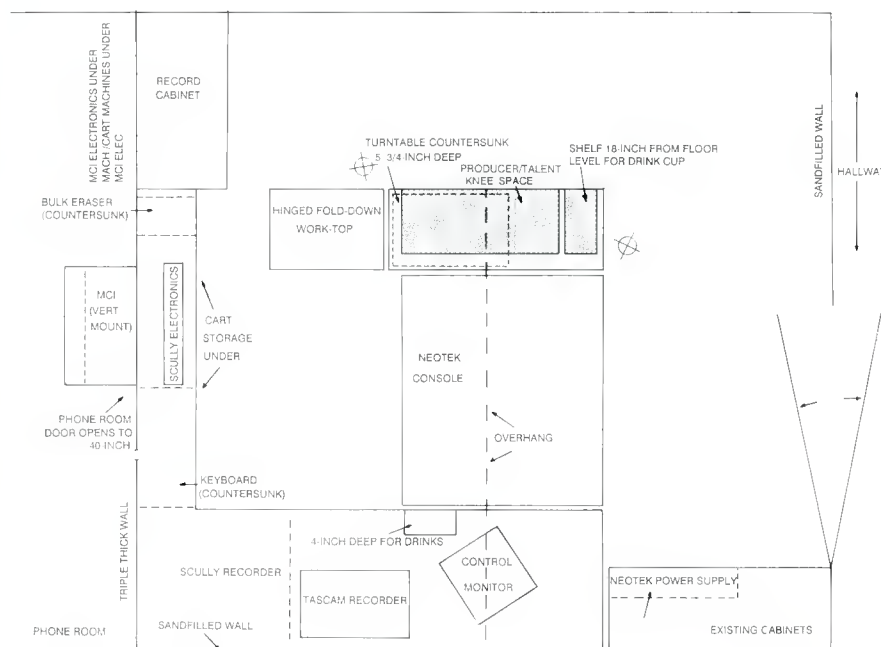 MCI ELECTRONICS UNDER
MACH /CART MACHINES UNDER
MCI ELEC
RECORD
CABINET
TURNTABLE COUNTERSUNK
5 3/4-INCH DEEP
SHELF 18-INCH FROM FLOOR
LEVEL FOR DRINK CUP
PRODUCER/TALENT
KNEE SPACE
SANDFILLED WALL
HALLWAY
BULK ERASER
(COUNTERSUNK)
HINGED FOLD-DOWN
WORK-TOP
MCI
(VERT
MOUNT)
SCULLY ELECTRONICS
CART
STORAGE
UNDER
NEOTEK
CONSOLE
PHONE ROOM
DOOR OPENS TO
40-INCH
OVERHANG
KEYBOARD
(COUNTERSUNK)
TRIPLE THICK WALL
4-INCH DEEP FOR DRINKS
SCULLY RECORDER
CONTROL
MONITOR
TASCAM RECORDER
NEOTEK POWER SUPPLY
PHONE ROOM
SANDFILLED WALL
EXISTING CABINETS